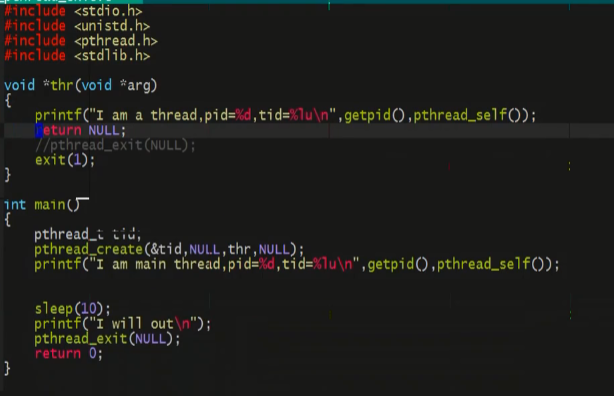 #include <stdio.h>
#include <unistd.h>
#include <pthread.h>
#include <stdlib.h>
void *thr(void *arg)
{
printf("I am a thread,pid=%d,tid=%lu\n",getpid(),pthread_self());
return NULL;
//pthread_exit(NULL);
exit(1);
}
int main()
{
pthread_t tid;
pthread_create(&tid,NULL,thr,NULL);
printf("I am main thread,pid=%d,tid=%lu\n",getpid(),pthread_self());
sleep(10);
printf("I will out\n");
pthread_exit(NULL);
return 0;
}